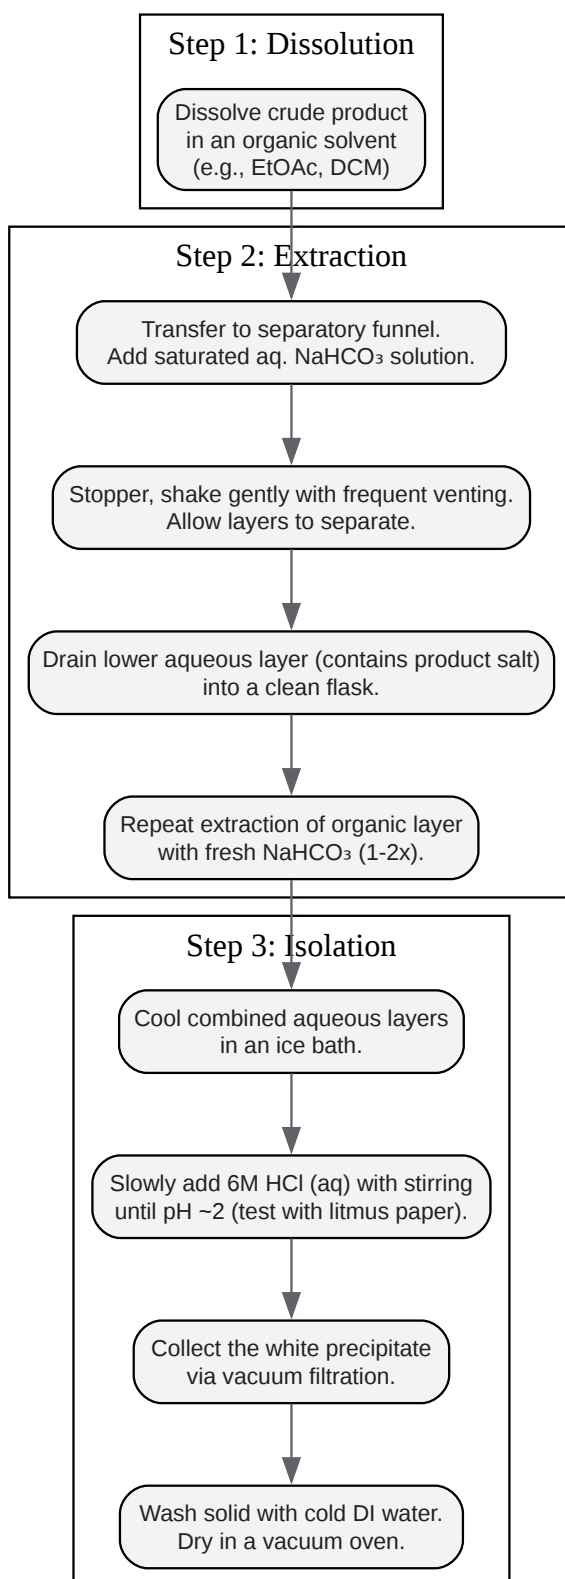 Step 1: Dissolution
Dissolve crude product
in an organic solvent
(e.g., EtOAc, DCM)
Step 2: Extraction
Transfer to separatory funnel.
Add saturated aq. NaHCO₃ solution.
Stopper, shake gently with frequent venting.
Allow layers to separate.
Drain lower aqueous layer (contains product salt)
into a clean flask.
Repeat extraction of organic layer
with fresh NaHCO₃ (1-2x).
Step 3: Isolation
Cool combined aqueous layers
in an ice bath.
Slowly add 6M HCl (aq) with stirring
until pH ~2 (test with litmus paper).
Collect the white precipitate
via vacuum filtration.
Wash solid with cold DI water.
Dry in a vacuum oven.